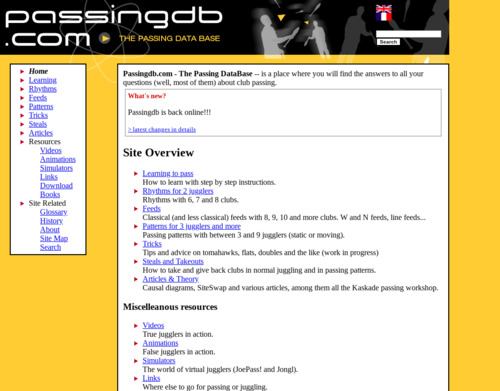 passingdb
.com
THE PASSING DATA BASE
Search
Home
Learning
Rhythms
Feeds
Patterns
Tricks
Steals
Articles
Resources
Videos
Animations
Simulators
Links
Download
Books
Site Related
Glossary
History
About
Site Map
Search
Passingdb.com - The Passing DataBase -- is a place where you will find the answers to all your
questions (well, most of them) about club passing.
What's new?
Passingdb is back online!!!
> latest changes in details
Site Overview
Learning to pass
How to learn with step by step instructions.
Rhythms for 2 jugglers
Rhythms with 6, 7 and 8 clubs.
Feeds
Classical (and less classical) feeds with 8, 9, 10 and more clubs. W and N feeds, line feeds...
Patterns for 3 jugglers and more
Passing patterns with between 3 and 9 jugglers (static or moving).
Tricks
Tips and advice on tomahawks, flats, doubles and the like (work in progress)
Steals and Takeouts
How to take and give back clubs in normal juggling and in passing patterns.
Articles & Theory
Causal diagrams, SiteSwap and various articles, among them all the Kaskade passing workshop.
Miscelleanous resources
Videos
True jugglers in action.
Animations
False jugglers in action.
Simulators
The world of virtual jugglers (JoePass! and Jongl).
Links
Where else to go for passing or juggling.